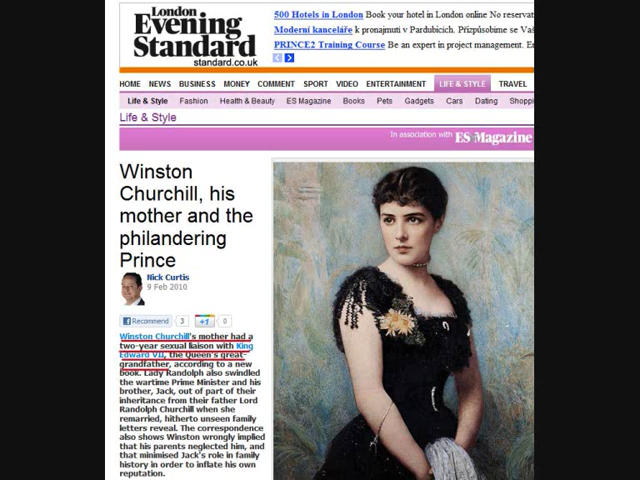 London
Evening
Standard
standard.co.uk
500 Hotels in London Book your hotel in London online No reservat
Moderní kanceláře k pronajmutí v Pardubicích. Přizpůsobíme se Vaš
PRINCE2 Training Course Be an expert in project management. En
HOME NEWS BUSINESS MONEY COMMENT SPORT VIDEO ENTERTAINMENT LIFE & STYLE TRAVEL
Life & Style Fashion Health & Beauty ES Magazine Books Pets Gadgets Cars Dating Shoppi
Life & Style
In association with ES Magazine
Winston
Churchill, his
mother and the
philandering
Prince
Nick Curtis
9 Feb 2010
Recommend 3 +1 0
Winston Churchill's mother had a
two-year sexual liaison with King
Edward VII, the Queen's great-
grandfather, according to a new
book. Lady Randolph also swindled
the wartime Prime Minister and his
brother, Jack, out of part of their
inheritance from their father Lord
Randolph Churchill when she
remarried, hitherto unseen family
letters reveal. The correspondence
also shows Winston wrongly implied
that his parents neglected him, and
that minimised Jack's role in family
history in order to inflate his own
reputation.